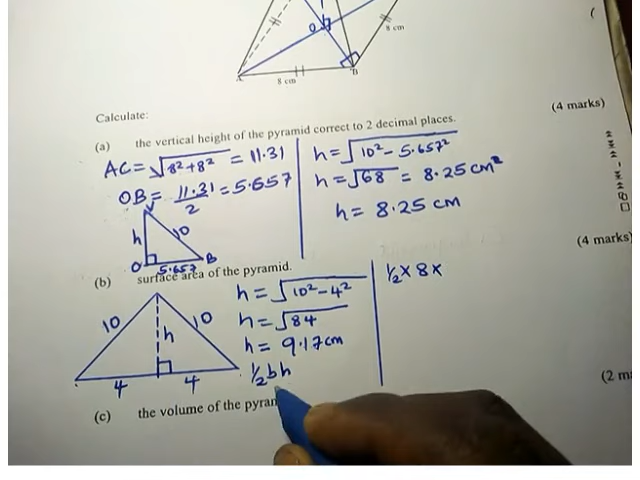 O
8 cm
A
8 cm
B
Calculate:
(4 marks)
(a) the vertical height of the pyramid correct to 2 decimal places.
AC = √8²+8² = 11.31
OB = 11.31/2 = 5.657
V
h
10
O
5.657
B
h = √10² - 5.657²
h = √68 = 8.25 cm²
h = 8.25 cm
(4 marks)
(b) surface area of the pyramid.
10
10
h
4
4
h = √10² - 4²
h = √84
h = 9.17cm
½bh
½ × 8 ×
(2
(c) the volume of the